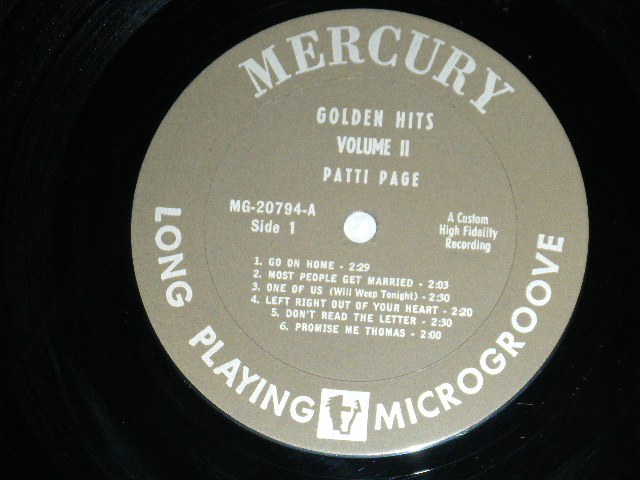 MERCURY
GOLDEN HITS
VOLUME II
PATTI PAGE
MG-20794-A
Side 1
A Custom
High Fidelity
Recording
1. GO ON HOME - 2:29
2. MOST PEOPLE GET MARRIED - 2:03
3. ONE OF US (Will Weep Tonight) - 2:30
4. LEFT RIGHT OUT OF YOUR HEART - 2:20
5. DON'T READ THE LETTER - 2:30
6. PROMISE ME THOMAS - 2:00
LONG PLAYING MICROGROOVE